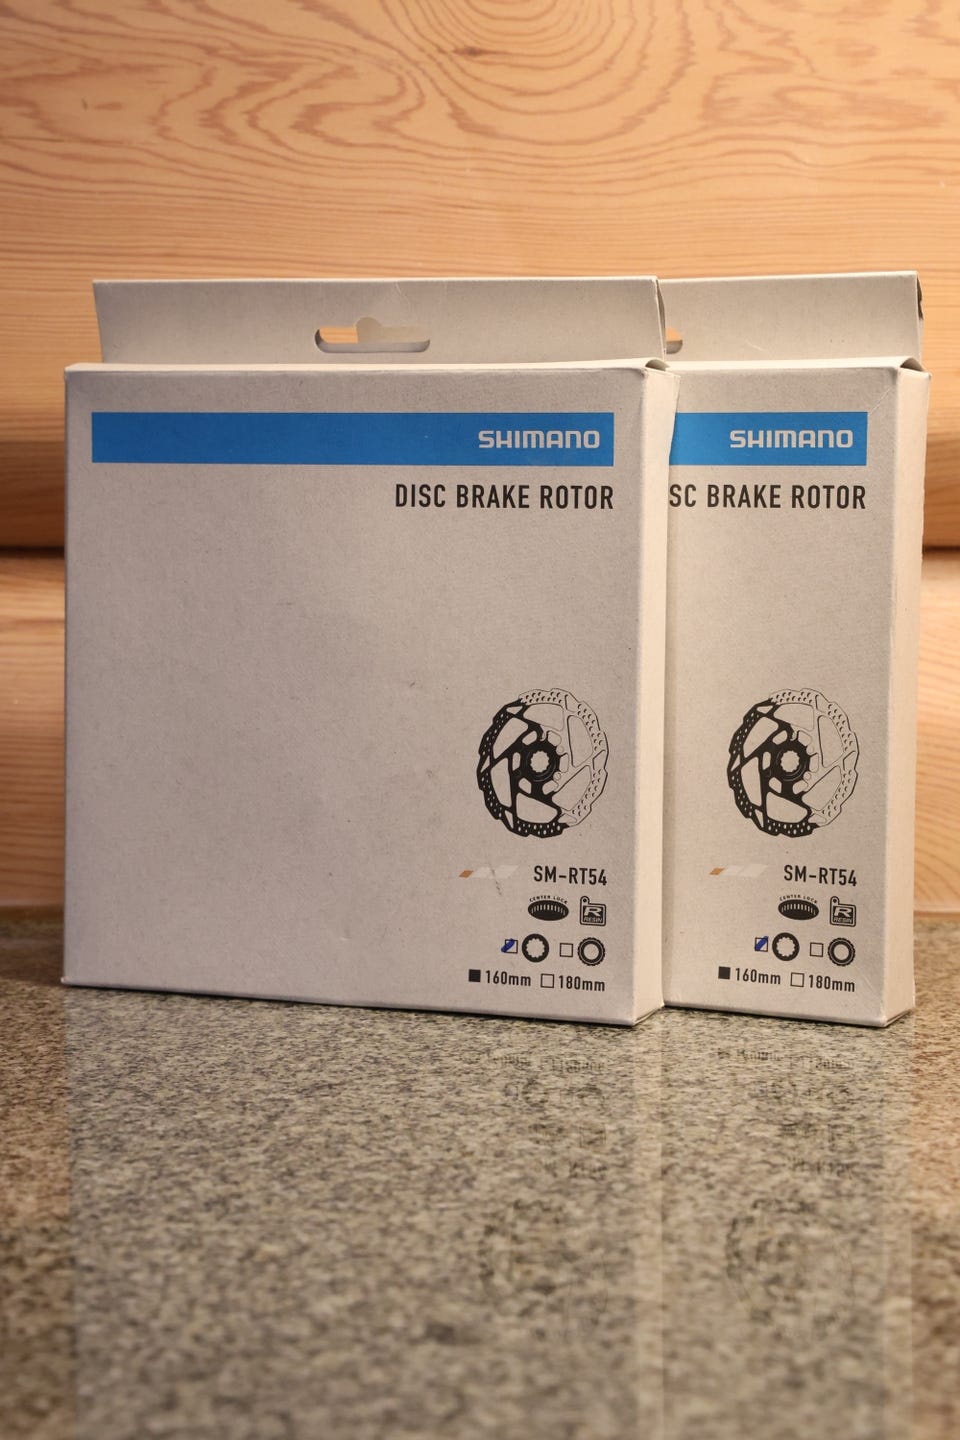 SHIMANO
DISC BRAKE ROTOR
SM-RT54
CENTER LOCK
R
RESIN
160mm 180mm
SHIMANO
SC BRAKE ROTOR
SM-RT54
CENTER LOCK
R
RESIN
160mm 180mm